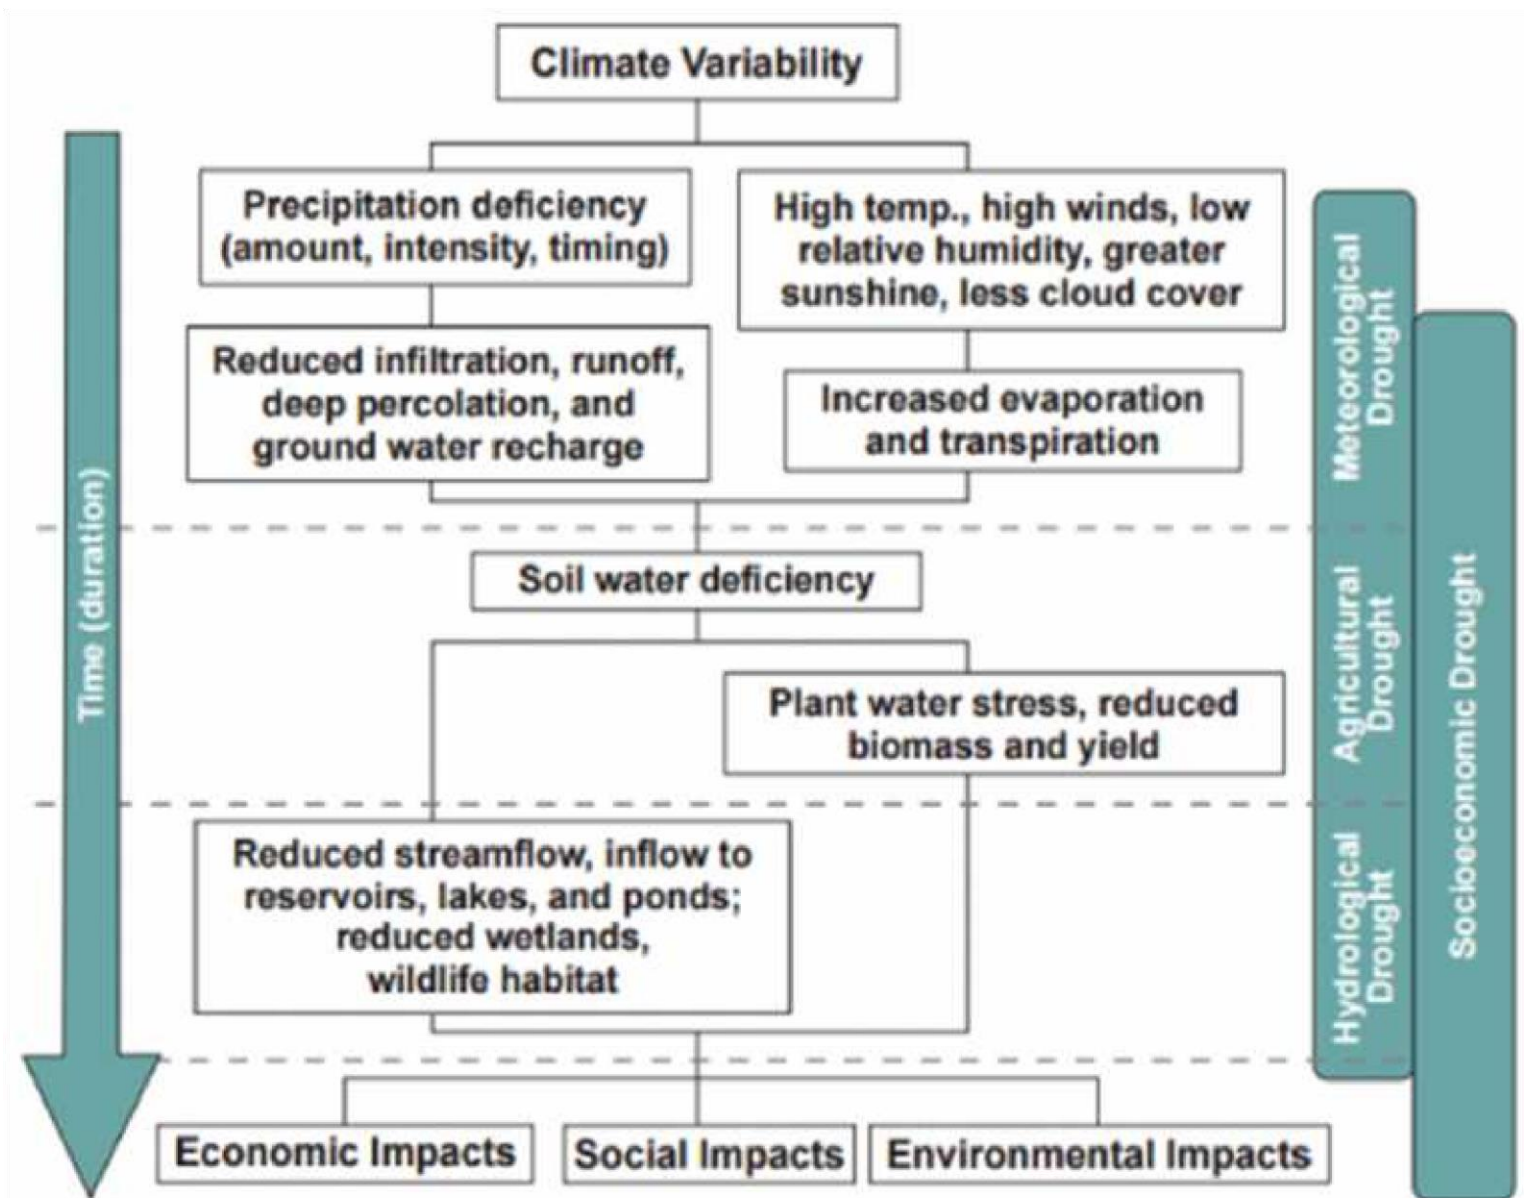 Climate Variability
Precipitation deficiency
(amount, intensity, timing)
High temp., high winds, low
relative humidity, greater
sunshine, less cloud cover
Reduced infiltration, runoff,
deep percolation, and
ground water recharge
Increased evaporation
and transpiration
Soil water deficiency
Plant water stress, reduced
biomass and yield
Reduced streamflow, inflow to
reservoirs, lakes, and ponds;
reduced wetlands,
wildlife habitat
Economic Impacts
Social Impacts
Environmental Impacts
Time (duration)
Meteorological
Drought
Agricultural
Drought
Hydrological
Drought
Socioeconomic Drought